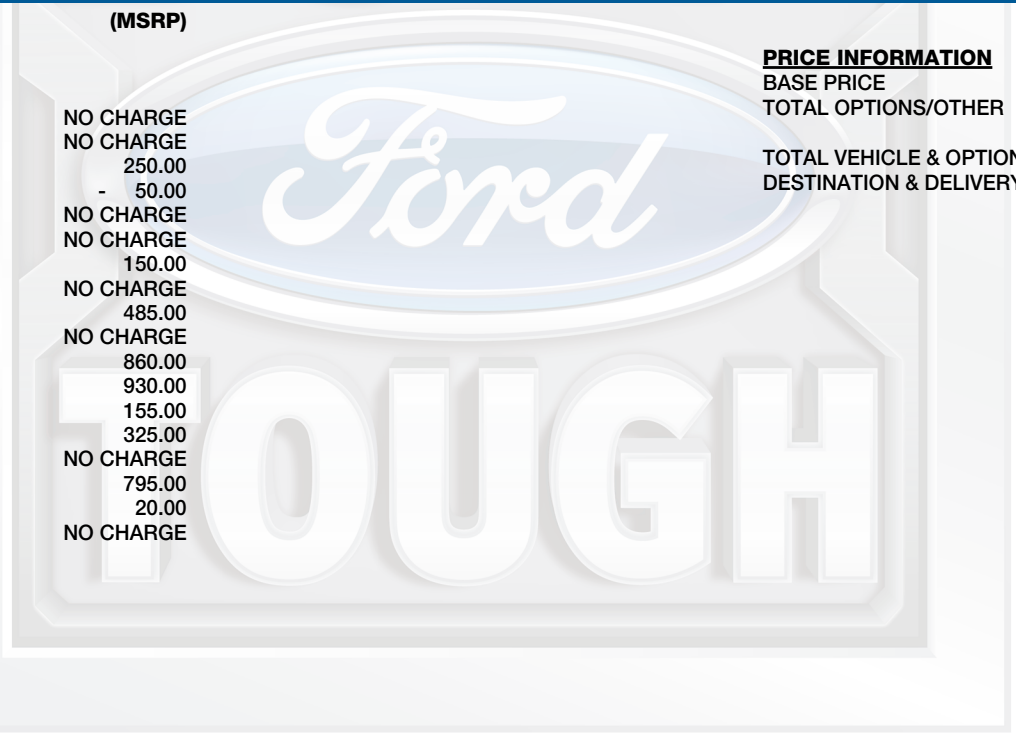 (MSRP)
NO CHARGE
NO CHARGE
250.00
- 50.00
NO CHARGE
NO CHARGE
150.00
NO CHARGE
485.00
NO CHARGE
860.00
930.00
155.00
325.00
NO CHARGE
795.00
20.00
NO CHARGE
PRICE INFORMATION
BASE PRICE
TOTAL OPTIONS/OTHER
TOTAL VEHICLE & OPTION
DESTINATION & DELIVERY
Ford
TOUGH